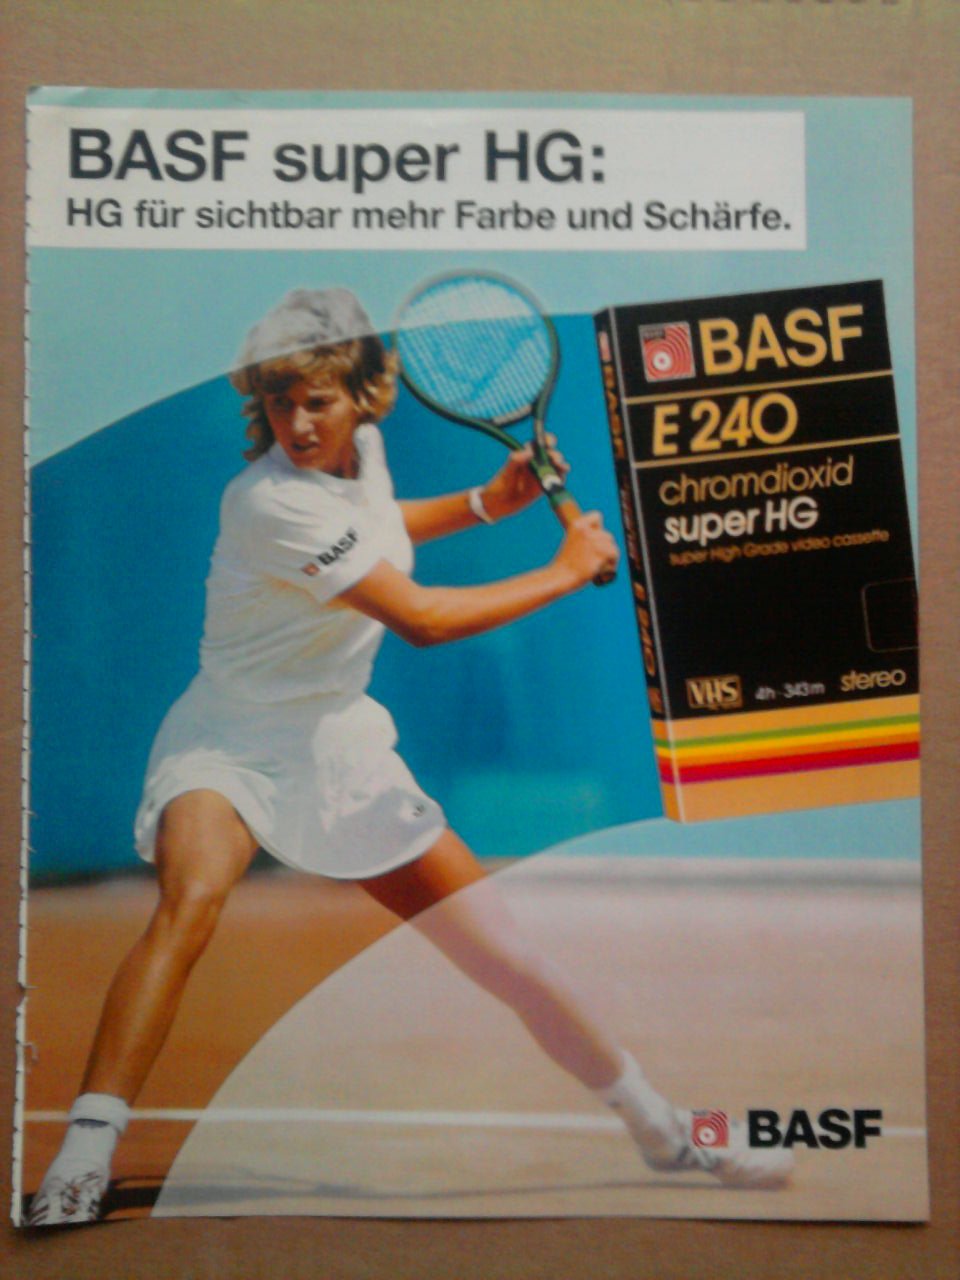 BASF super HG:
HG für sichtbar mehr Farbe und Schärfe.
BASF
E 240
chromdioxid
super HG
super High Grade video cassette
VHS 4h · 343m stereo
BASF
BASF